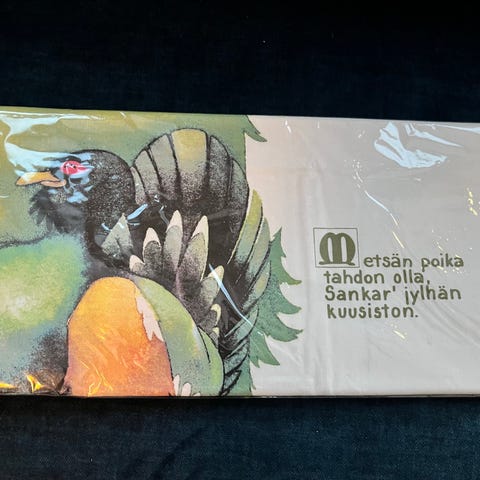 Metsän poika
tahdon olla,
Sankar' jylhän
kuusiston.